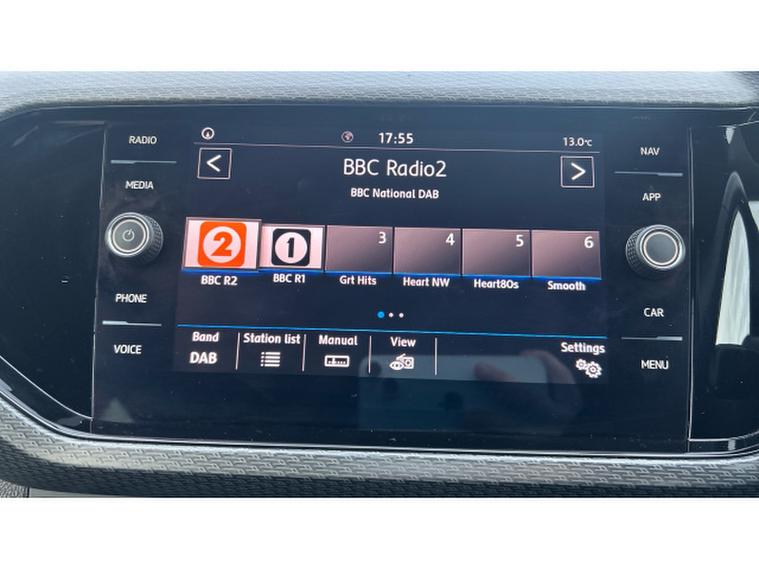 RADIO
MEDIA
PHONE
VOICE
17:55
13.0°C
<
BBC Radio2
>
BBC National DAB
2
1
3
4
5
6
BBC R2
BBC R1
Grt Hits
Heart NW
Heart80s
Smooth
Band
Station list
Manual
View
Settings
DAB
NAV
APP
CAR
MENU